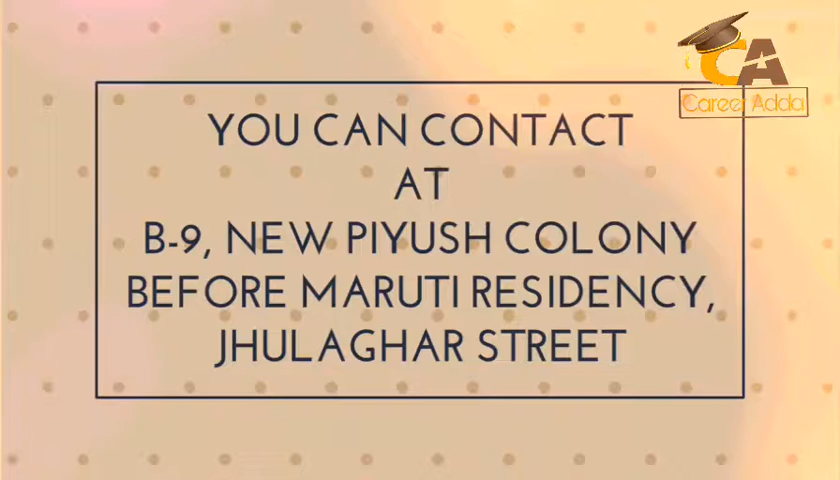 CA
Career Adda
YOU CAN CONTACT
AT
B-9, NEW PIYUSH COLONY
BEFORE MARUTI RESIDENCY,
JHULAGHAR STREET